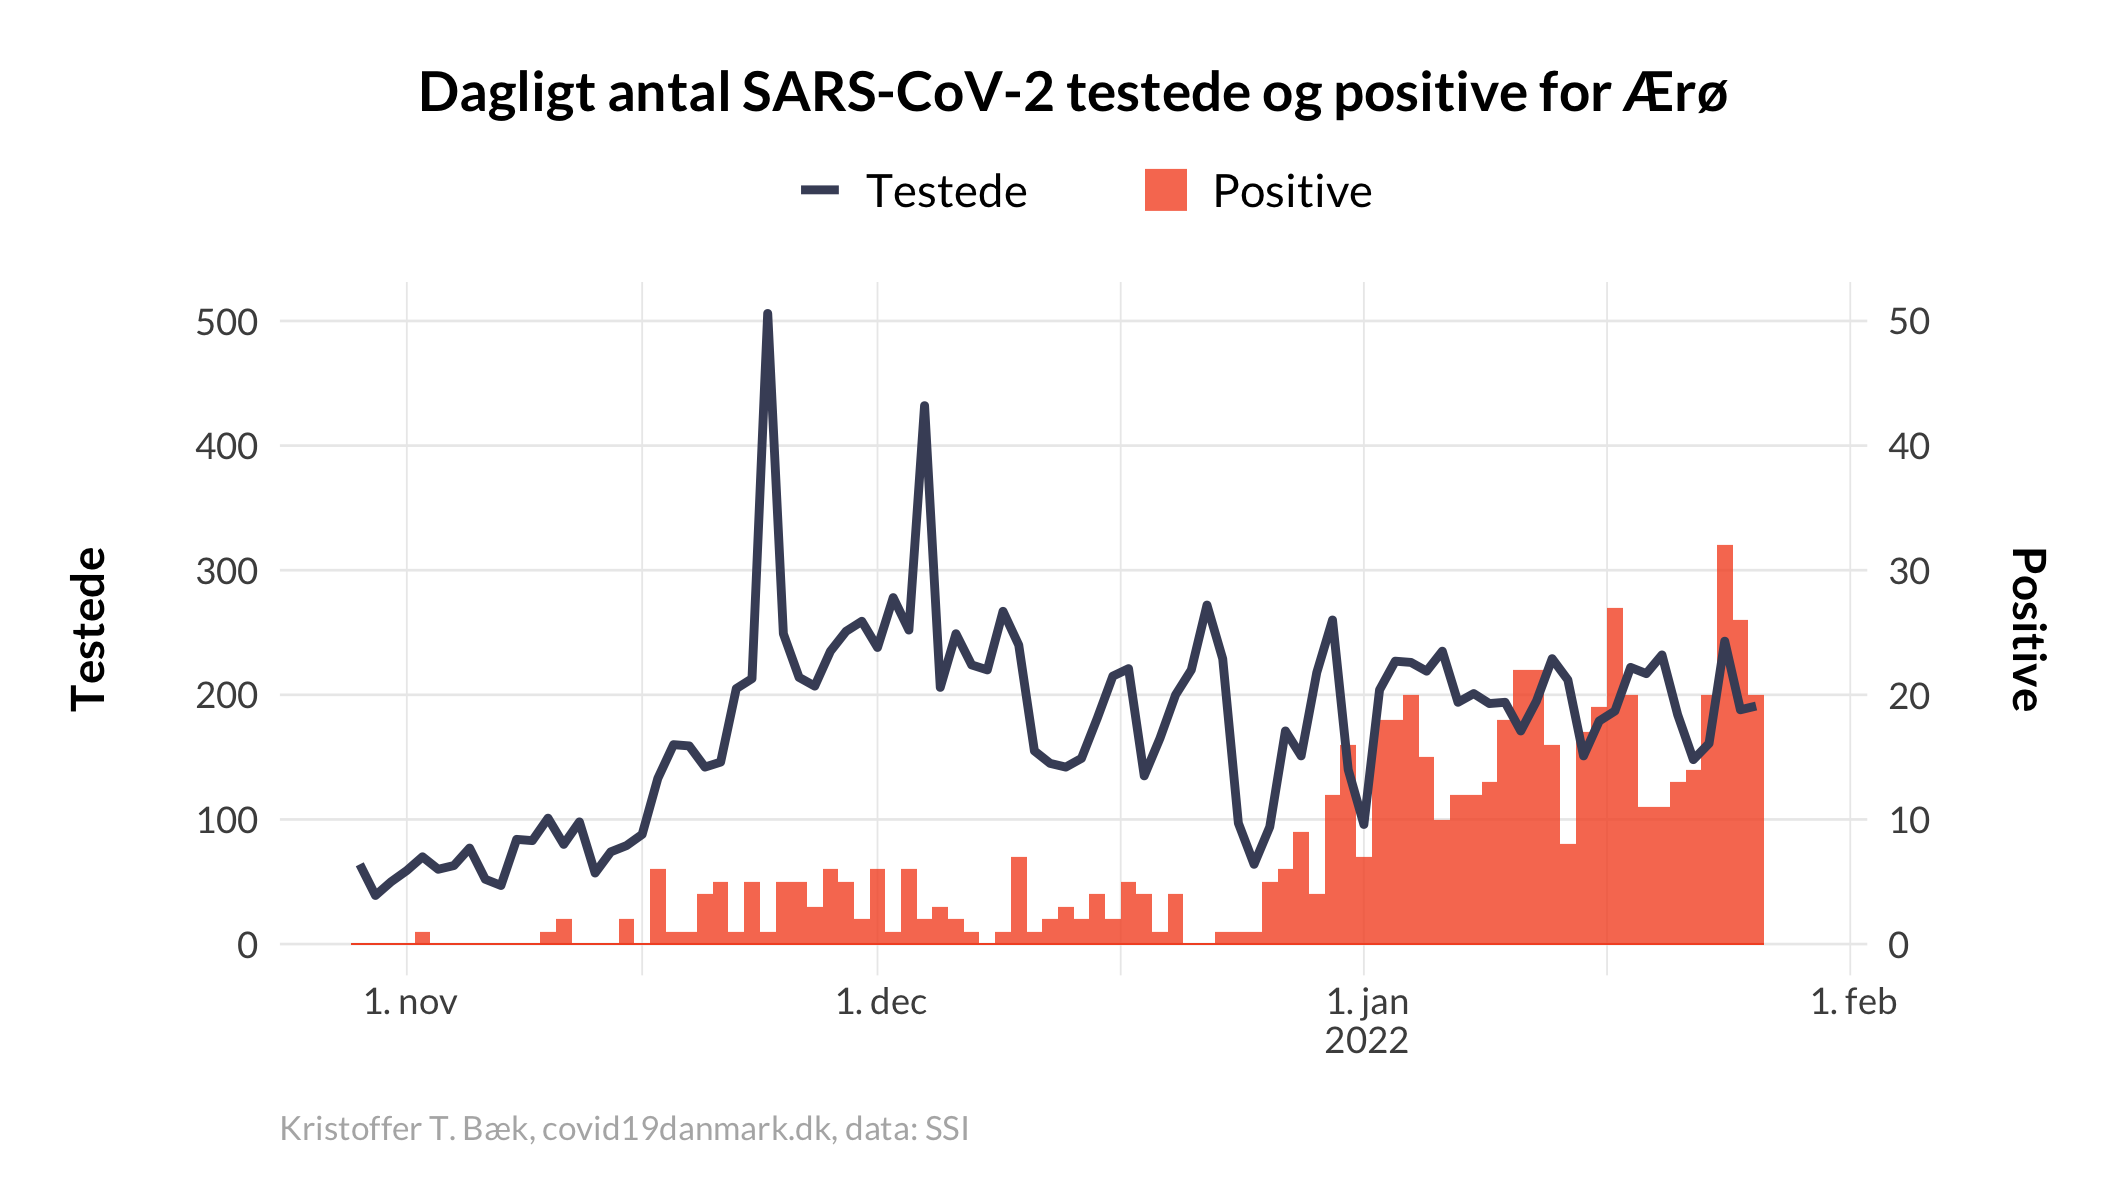 Dagligt antal SARS-CoV-2 testede og positive for Ærø
Testede Positive
500 50
400 40
300 30
200 20
100 10
0 0
Testede
Positive
1. nov 1. dec 1. jan 1. feb
2022
Kristoffer T. Bæk, covid19danmark.dk, data: SSI